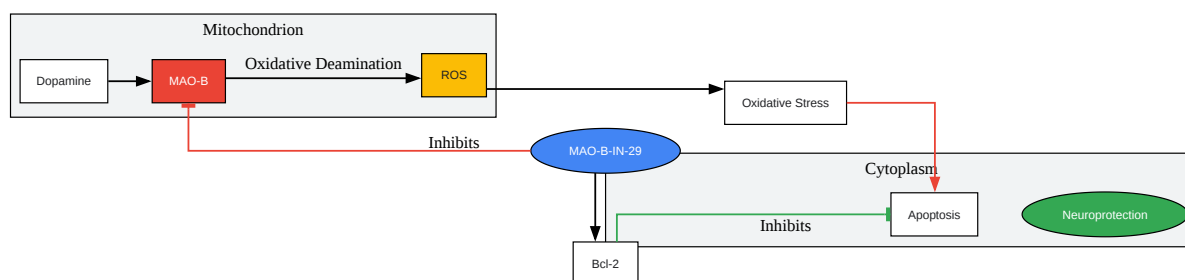 Mitochondrion
Dopamine
MAO-B
Oxidative Deamination
ROS
Oxidative Stress
Inhibits
MAO-B-IN-29
Cytoplasm
Apoptosis
Neuroprotection
Inhibits
Bcl-2